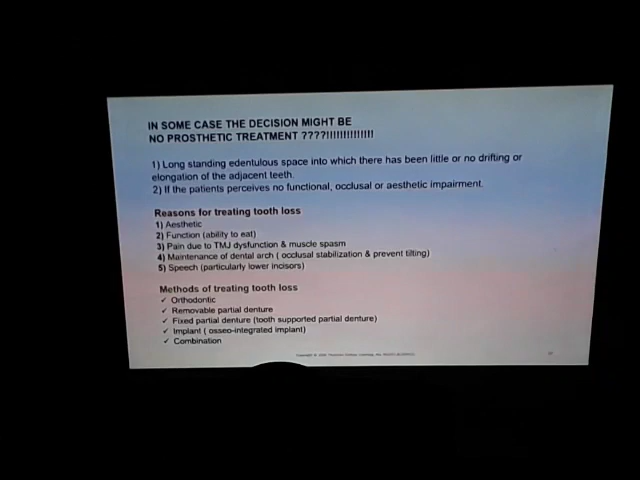 IN SOME CASE THE DECISION MIGHT BE
NO PROSTHETIC TREATMENT ????!!!!!!!!!!!!!!
1) Long standing edentulous space into which there has been little or no drifting or
elongation of the adjacent teeth.
2) If the patients perceives no functional, occlusal or aesthetic impairment.
Reasons for treating tooth loss
1) Aesthetic
2) Function (ability to eat)
3) Pain due to TMJ dysfunction & muscle spasm
4) Maintenance of dental arch ( occlusal stabilization & prevent tilting)
5) Speech (particularly lower incisors)
Methods of treating tooth loss
✓ Orthodontic
✓ Removable partial denture
✓ Fixed partial denture (tooth supported partial denture)
✓ Implant ( osseo-integrated implant)
✓ Combination